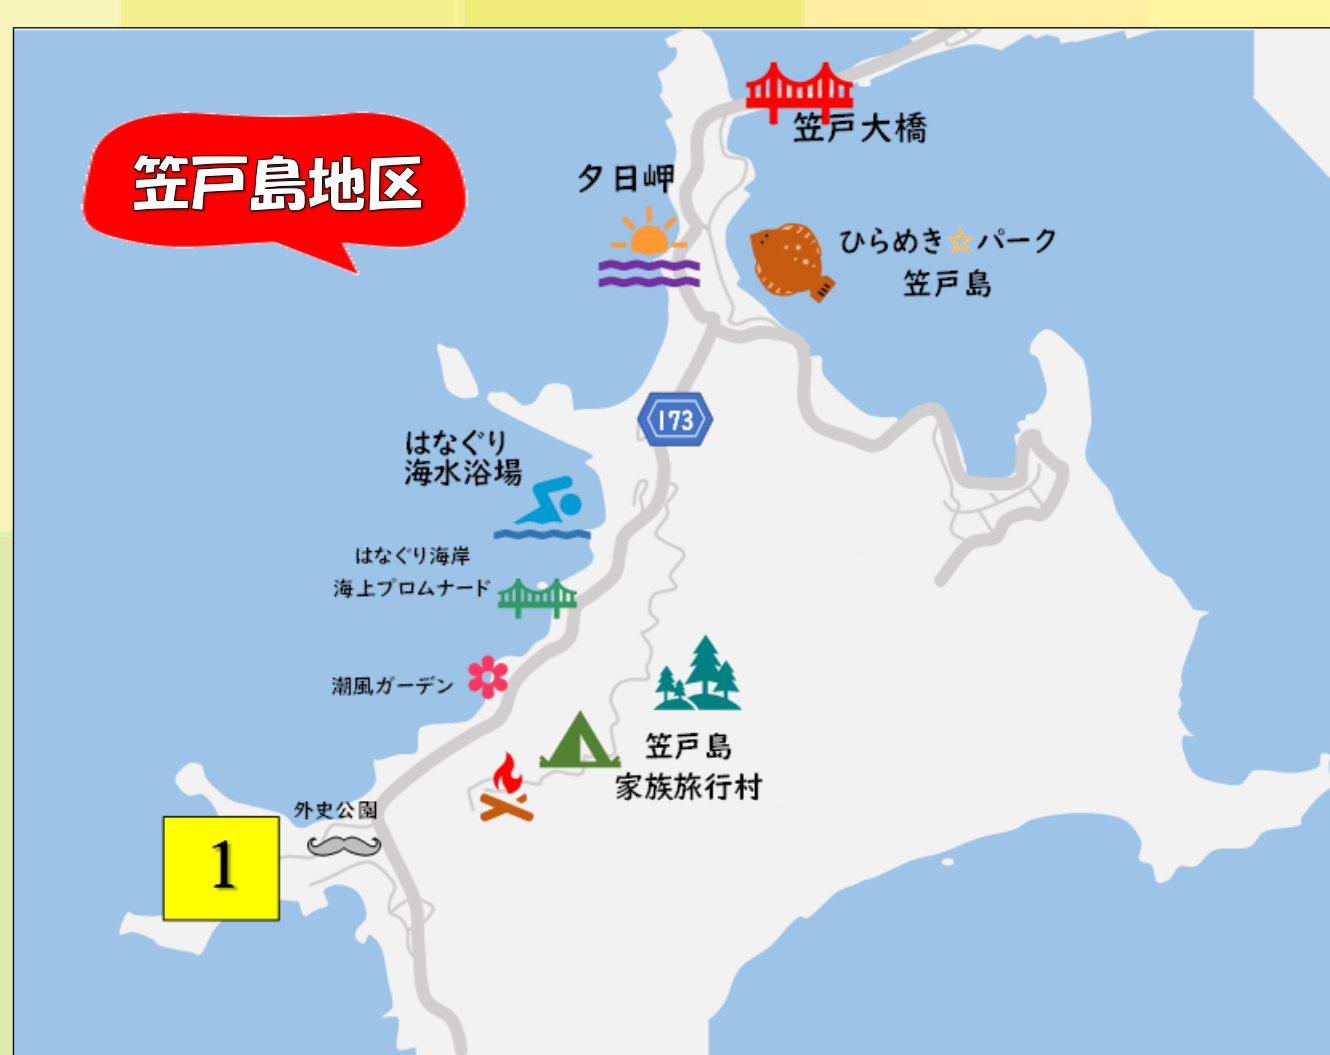 笠戸大橋
笠戸島地区
夕日岬
ひらめき☆パーク
笠戸島
173
はなぐり
海水浴場
はなぐり海岸
海上プロムナード
潮風ガーデン
笠戸島
家族旅行村
外史公園
1